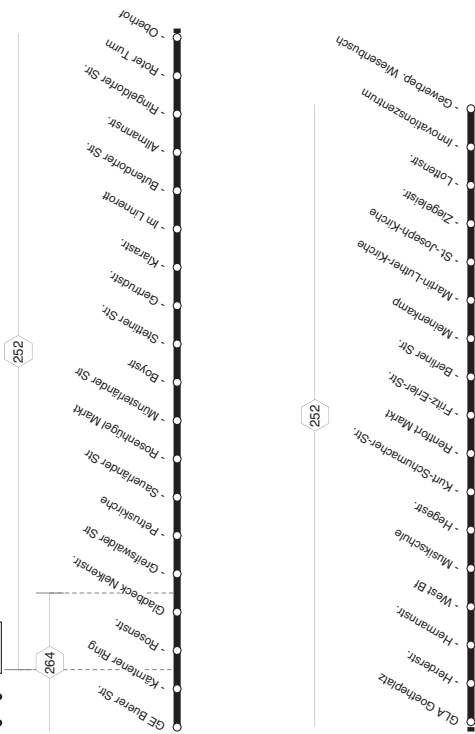 252
264
GE Buerer Str.
Kärntener Ring
Rosenstr.
Gladbeck Nelkenstr.
Greifswalder Str
Petruskirche
Sauerländer Str
Rosenhügel Markt
Münsterländer Str
Boystr
Stettiner Str.
Gertrudstr.
Klarastr.
Im Linnerott
Butendorfer Str.
Allmannstr.
Ringeldorfer Str.
Roter Turm
Oberhof
252
GLA Goetheplatz
Herderstr.
Hermannstr.
West Bf
Musikschule
Hegestr.
Kurt-Schumacher-Str.
Rentfort Markt
Fritz-Erler-Str.
Berliner Str.
Meinenkamp
Martin-Luther-Kirche
St.-Joseph-Kirche
Ziegeleistr.
Lottenstr.
Innovationszentrum
Gewerbep. Wiesenbusch